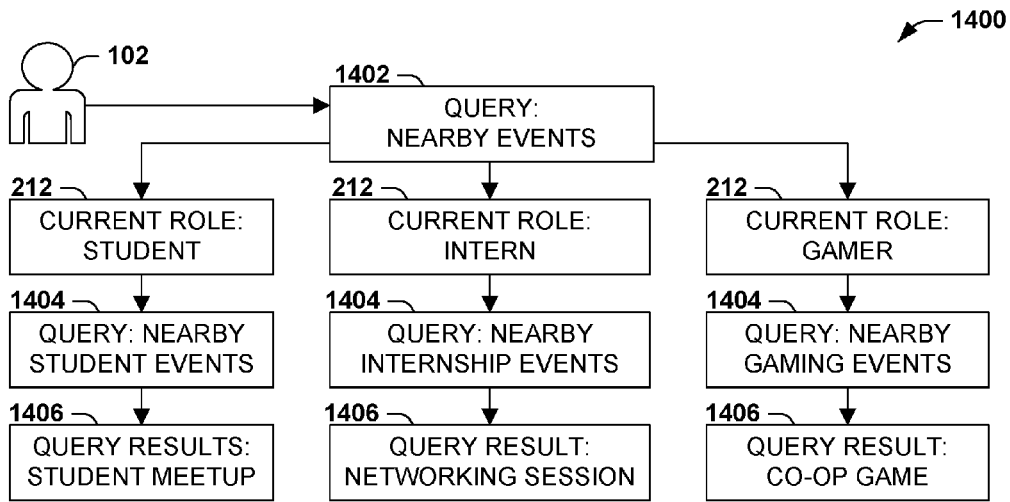 1400
102
1402
QUERY:
NEARBY EVENTS
212
CURRENT ROLE:
STUDENT
212
CURRENT ROLE:
INTERN
212
CURRENT ROLE:
GAMER
1404
QUERY: NEARBY
STUDENT EVENTS
1404
QUERY: NEARBY
INTERNSHIP EVENTS
1404
QUERY: NEARBY
GAMING EVENTS
1406
QUERY RESULTS:
STUDENT MEETUP
1406
QUERY RESULT:
NETWORKING SESSION
1406
QUERY RESULT:
CO-OP GAME